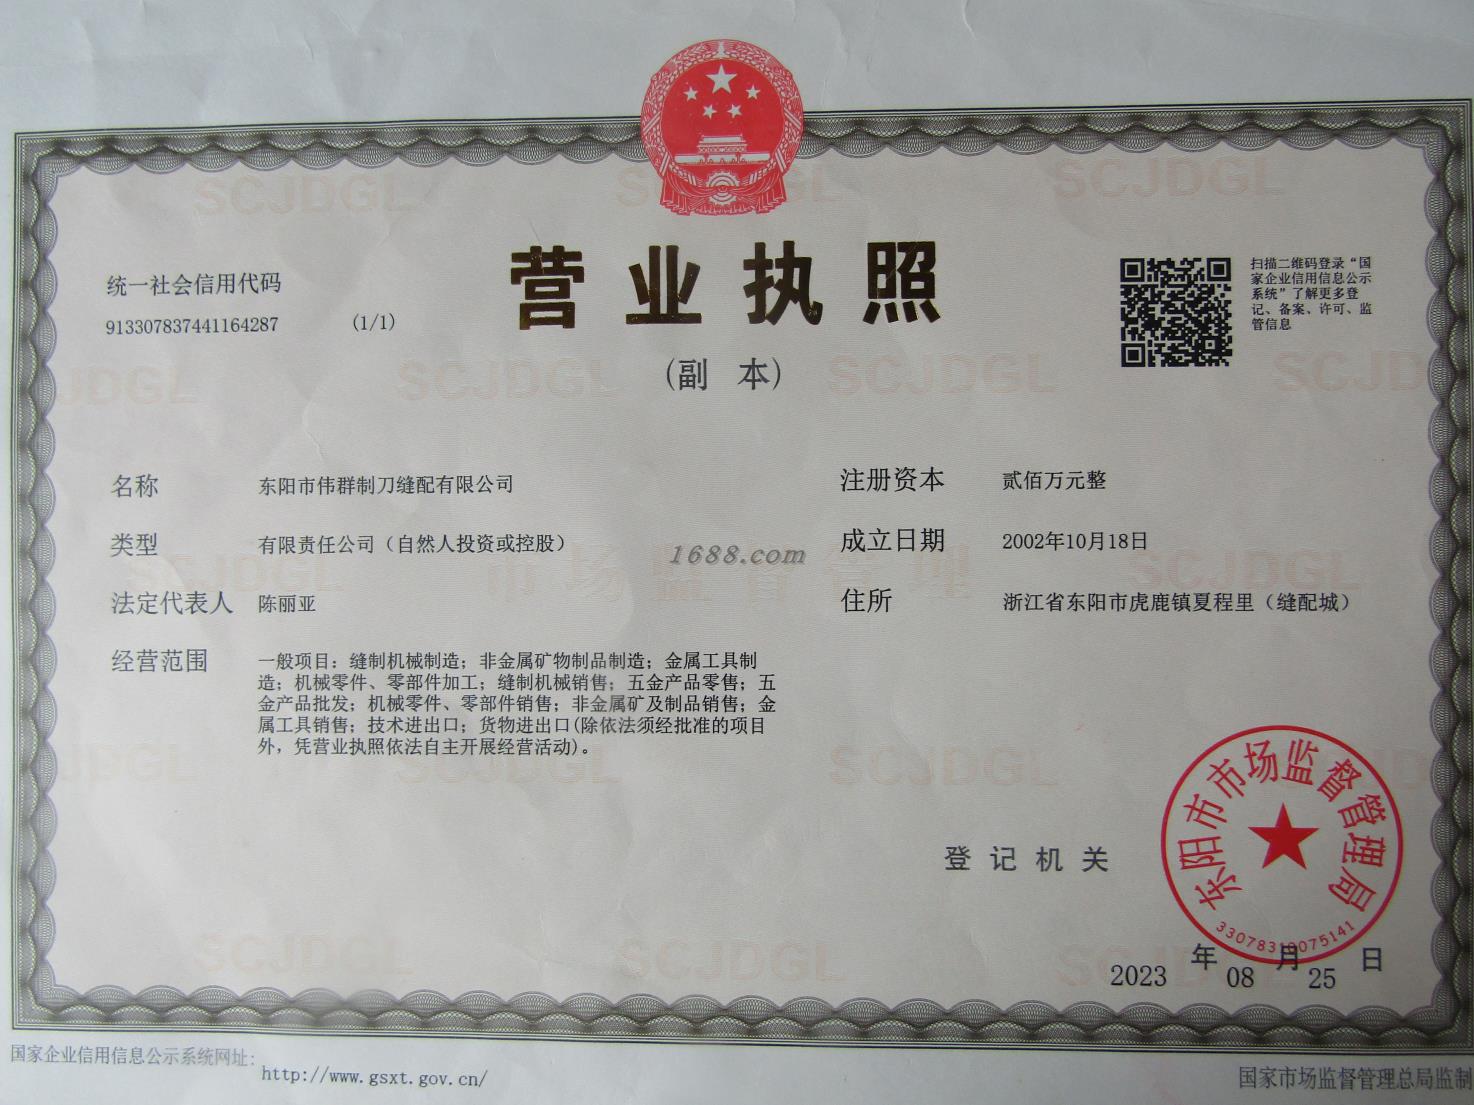 营业执照
(副 本)
统一社会信用代码
913307837441164287 (1/1)
扫描二维码登录“国
家企业信用信息公示
系统”了解更多登
记、备案、许可、监
管信息
名称 东阳市伟群制刀缝配有限公司
类型 有限责任公司（自然人投资或控股）
法定代表人 陈丽亚
经营范围 一般项目：缝制机械制造；非金属矿物制品制造；金属工具制
造；机械零件、零部件加工；缝制机械销售；五金产品零售；五
金产品批发；机械零件、零部件销售；非金属矿及制品销售；金
属工具销售；技术进出口；货物进出口(除依法须经批准的项目
外，凭营业执照依法自主开展经营活动)。
注册资本 贰佰万元整
成立日期 2002年10月18日
住所 浙江省东阳市虎鹿镇夏程里（缝配城）
1688.com
市场监督管理
SCJDGL
登记机关
东阳市市场监督管理局
2023年08月25日
国家企业信用信息公示系统网址:
http://www.gsxt.gov.cn/
国家市场监督管理总局监制